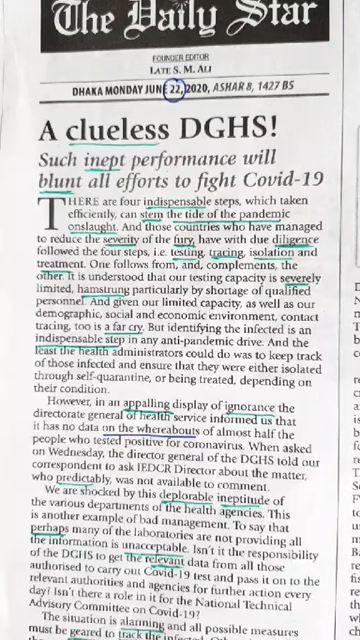 The Daily Star
FOUNDER EDITOR
LATE S. M. ALI
DHAKA MONDAY JUNE 22, 2020, ASHAR 8, 1427 BS
A clueless DGHS!
Such inept performance will
blunt all efforts to fight Covid-19
THERE are four indispensable steps, which taken
efficiently, can stem the tide of the pandemic
onslaught. And those countries who have managed
to reduce the severity of the fury, have with due diligence
followed the four steps, i.e. testing, tracing, isolation and
treatment. One follows from, and, complements, the
other. It is understood that our testing capacity is severely
limited, hamstrung particularly by shortage of qualified
personnel. And given our limited capacity, as well as our
demographic, social and economic environment, contact
tracing, too is a far cry. But identifying the infected is an
indispensable step in any anti-pandemic drive. And the
least the health administrators could do was to keep track
of those infected and ensure that they were either isolated
through self-quarantine, or being treated, depending on
their condition.
However, in an appalling display of ignorance the
directorate general of health service informed us that
it has no data on the whereabouts of almost half the
people who tested positive for coronavirus. When asked
on Wednesday, the director general of the DGHS told our
correspondent to ask IEDCR Director about the matter,
who predictably, was not available to comment.
We are shocked by this deplorable ineptitude of
the various departments of the health agencies. This
is another example of bad management. To say that
perhaps many of the laboratories are not providing all
the information is unacceptable. Isn't it the responsibility
of the DGHS to get the relevant data from all those
authorised to carry out Covid-19 test and pass it on to the
relevant authorities and agencies for further action every
day? Isn't there a role in it for the National Technical
Advisory Committee on Covid-19?
The situation is alarming and all possible measures
must be geared to track the infected.